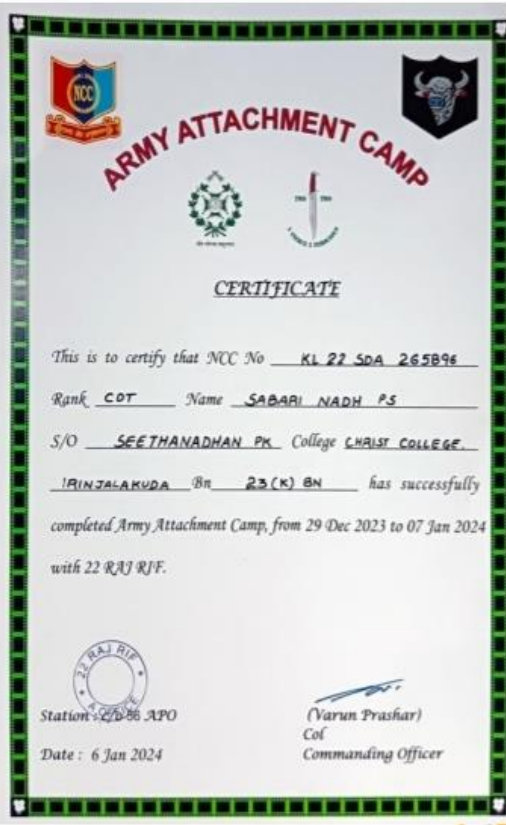 NCC
ARMY ATTACHMENT CAMP
CERTIFICATE
This is to certify that NCC No KL 22 SDA 265896
Rank CDT Name SABARI NADH PS
S/O SEETHANADHAN PK College CHRIST COLLEGE.
IRINJALAKUDA Bn 23(K) BN has successfully
completed Army Attachment Camp, from 29 Dec 2023 to 07 Jan 2024
with 22 RAJ RIF.
22 RAJ RIF
A OFFICE
Station : c/o 56 APO
(Varun Prashar)
Col
Date : 6 Jan 2024
Commanding Officer